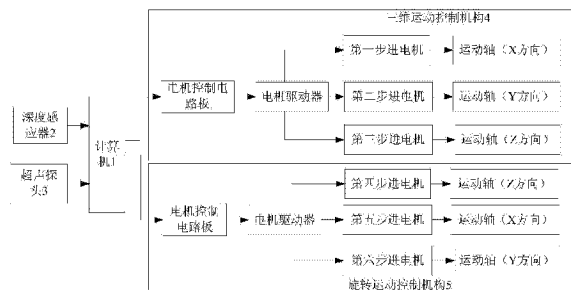 三维运动控制机构4
第一步进电机
运动轴（X方向）
电机控制电
路板
电机驱动器
第二步进电机
运动轴（Y方向）
第三步进电机
运动轴（Z方向）
深度感
应器2
计算
机1
超声探
头3
第四步进电机
运动轴（Z方向）
电机控制
电路板
电机驱动器
第五步进电机
运动轴（X方向）
第六步进电机
运动轴（Y方向）
旋转运动控制机构5